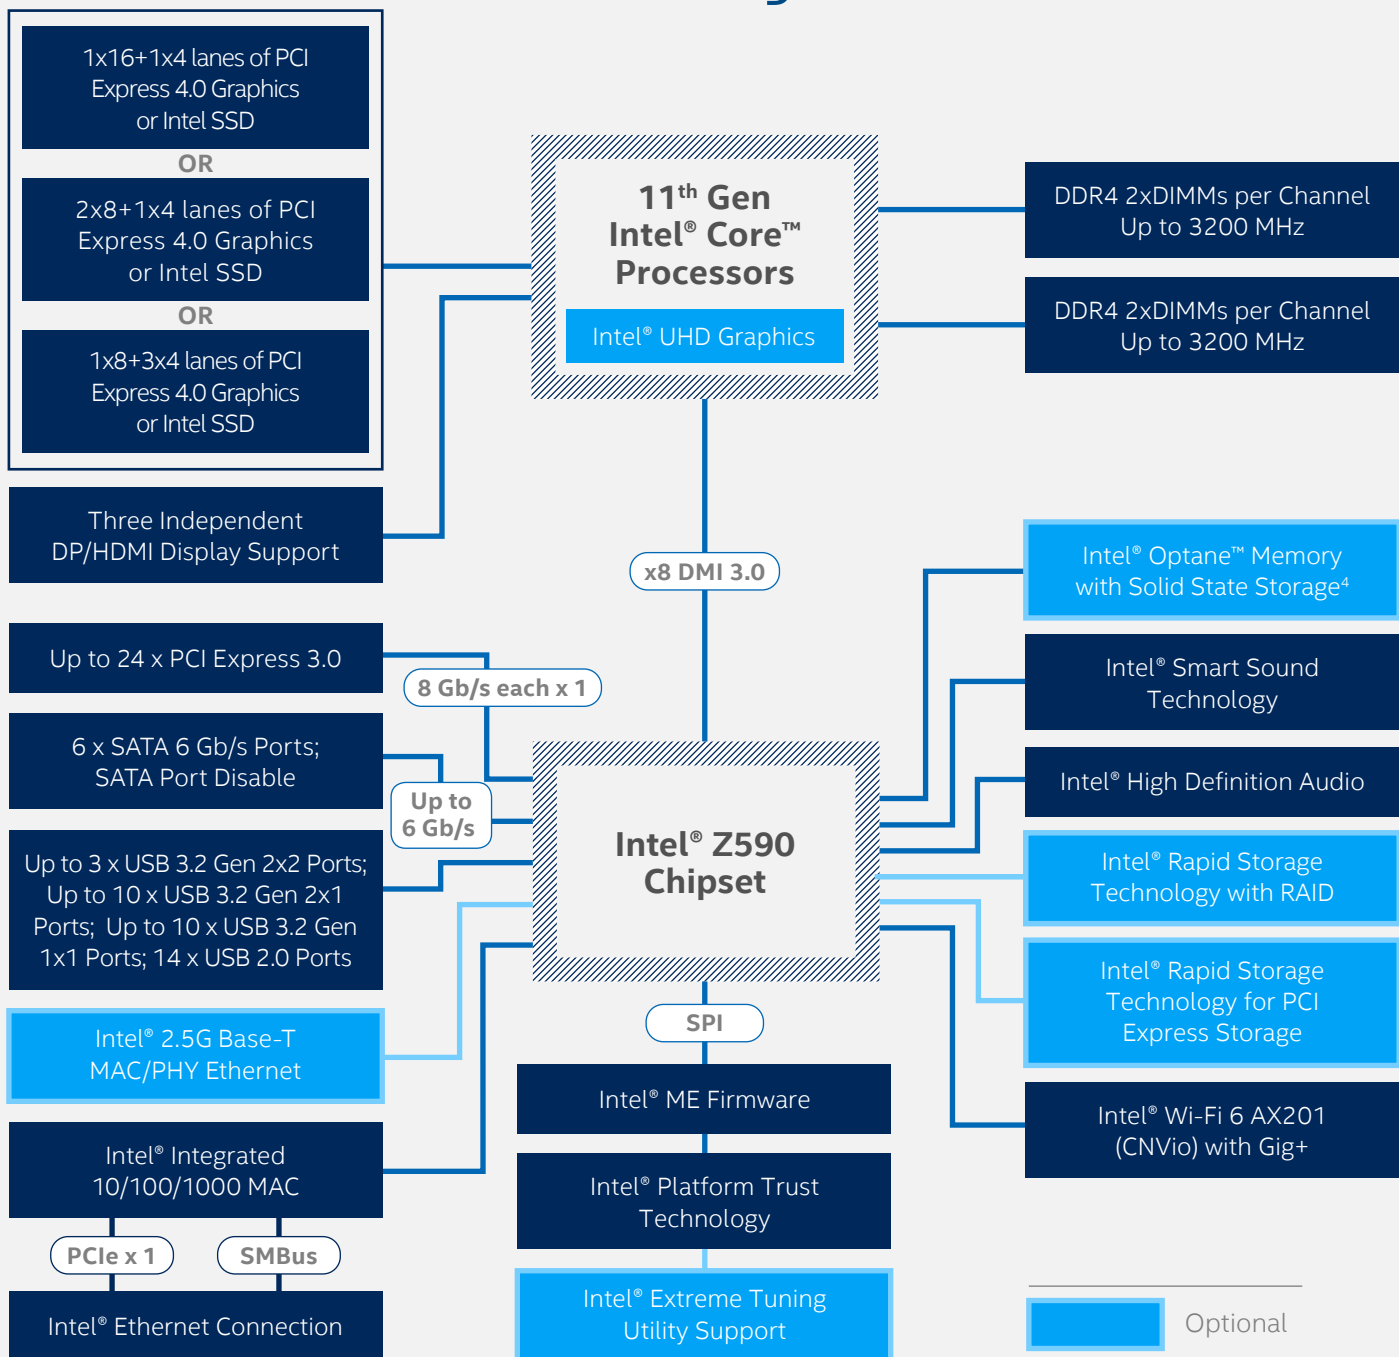 1x16+1x4 lanes of PCI
Express 4.0 Graphics
or Intel SSD
OR
2x8+1x4 lanes of PCI
Express 4.0 Graphics
or Intel SSD
OR
1x8+3x4 lanes of PCI
Express 4.0 Graphics
or Intel SSD
Three Independent
DP/HDMI Display Support
11th Gen
Intel® Core™
Processors
Intel® UHD Graphics
DDR4 2xDIMMs per Channel
Up to 3200 MHz
DDR4 2xDIMMs per Channel
Up to 3200 MHz
x8 DMI 3.0
Up to 24 x PCI Express 3.0
8 Gb/s each x 1
6 x SATA 6 Gb/s Ports;
SATA Port Disable
Up to
6 Gb/s
Up to 3 x USB 3.2 Gen 2x2 Ports;
Up to 10 x USB 3.2 Gen 2x1
Ports; Up to 10 x USB 3.2 Gen
1x1 Ports; 14 x USB 2.0 Ports
Intel® 2.5G Base-T
MAC/PHY Ethernet
Intel® Integrated
10/100/1000 MAC
PCIe x 1
SMBus
Intel® Ethernet Connection
Intel® Z590
Chipset
SPI
Intel® ME Firmware
Intel® Platform Trust
Technology
Intel® Extreme Tuning
Utility Support
Intel® Optane™ Memory
with Solid State Storage⁴
Intel® Smart Sound
Technology
Intel® High Definition Audio
Intel® Rapid Storage
Technology with RAID
Intel® Rapid Storage
Technology for PCI
Express Storage
Intel® Wi-Fi 6 AX201
(CNVio) with Gig+
Optional